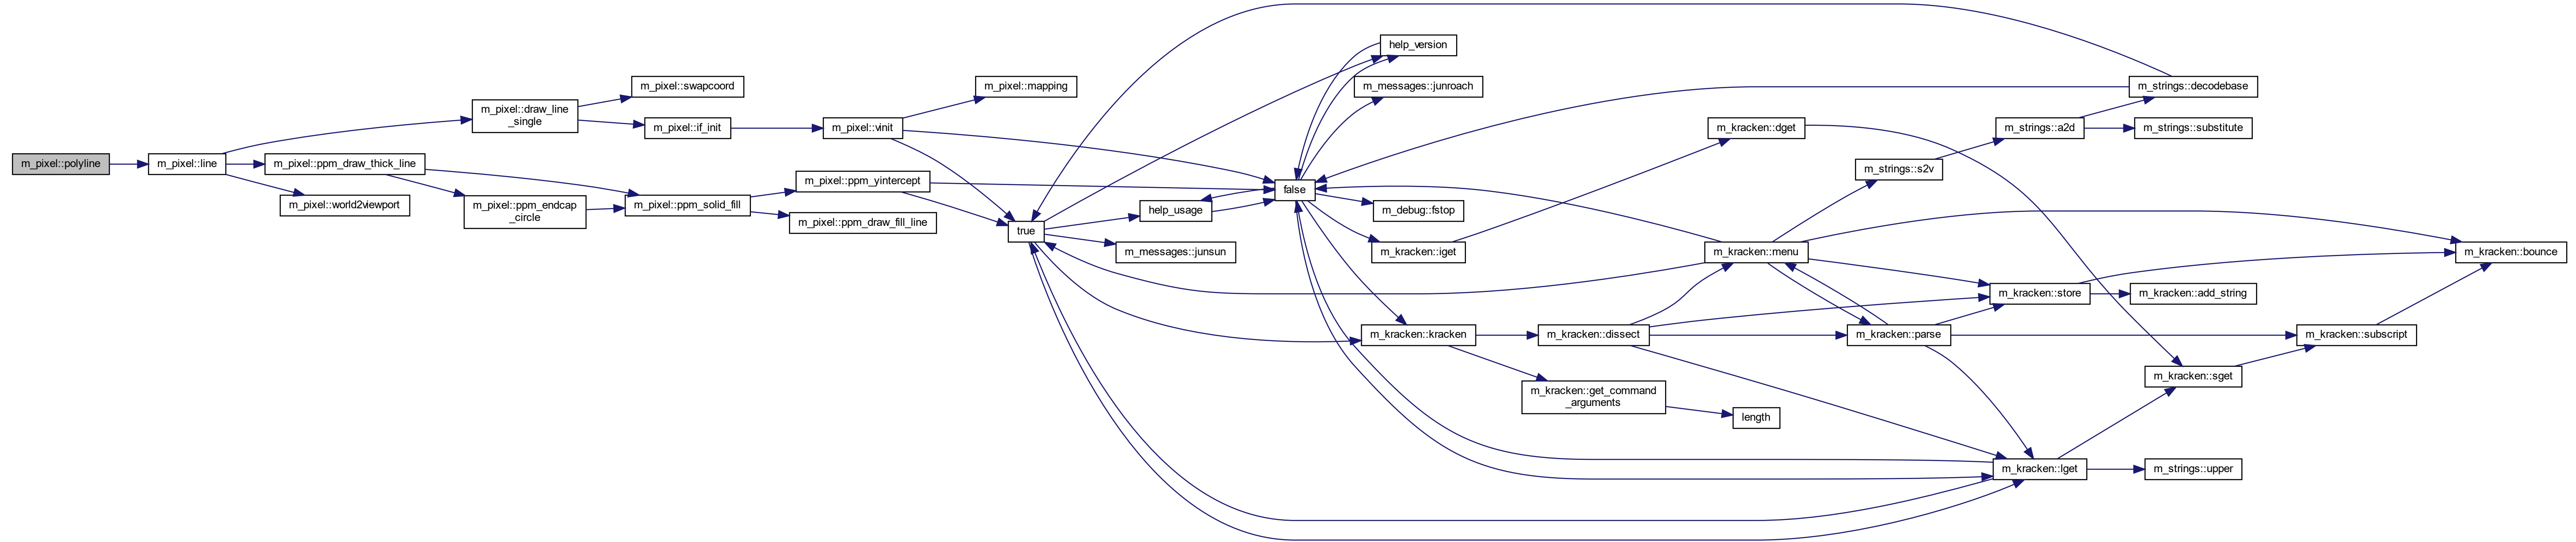 m_pixel::polyline
m_pixel::line
m_pixel::draw_line
_single
m_pixel::ppm_draw_thick_line
m_pixel::world2viewport
m_pixel::swapcoord
m_pixel::if_init
m_pixel::ppm_endcap
_circle
m_pixel::ppm_solid_fill
m_pixel::vinit
m_pixel::ppm_yintercept
m_pixel::ppm_draw_fill_line
m_pixel::mapping
true
help_usage
m_messages::junsun
false
help_version
m_messages::junroach
m_debug::fstop
m_kracken::iget
m_kracken::kracken
m_kracken::dissect
m_kracken::get_command
_arguments
length
m_kracken::dget
m_kracken::menu
m_kracken::parse
m_strings::s2v
m_strings::a2d
m_kracken::store
m_kracken::lget
m_strings::decodebase
m_strings::substitute
m_kracken::add_string
m_kracken::sget
m_strings::upper
m_kracken::subscript
m_kracken::bounce